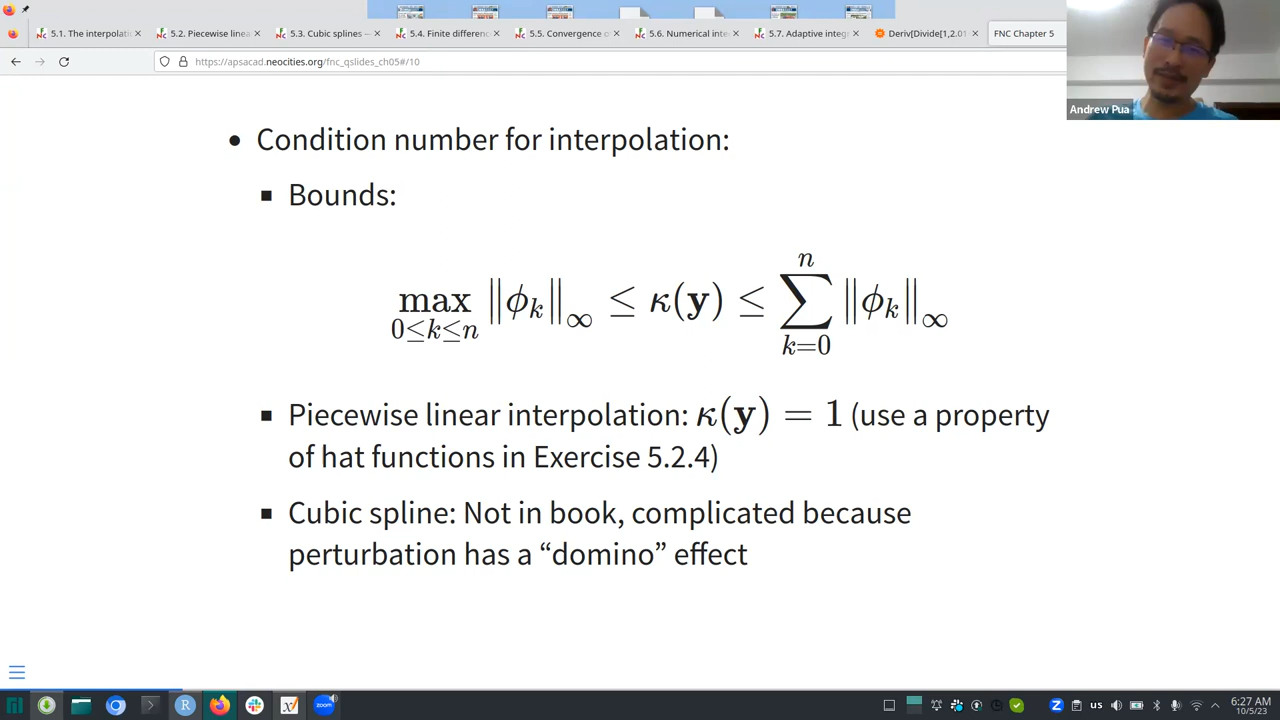 5.1. The interpolat
5.2. Piecewise linea
5.3. Cubic splines —
5.4. Finite differenc
5.5. Convergence o
5.6. Numerical inte
5.7. Adaptive integ
Deriv[Divide[1,2.01
FNC Chapter 5
https://apsacad.neocities.org/fnc_qslides_ch05#/10
Andrew Pua
• Condition number for interpolation:
▪ Bounds:
max_{0≤k≤n} ‖ϕ_k‖_∞ ≤ κ(𝐲) ≤ ∑_{k=0}^{n} ‖ϕ_k‖_∞
▪ Piecewise linear interpolation: κ(𝐲) = 1 (use a property
of hat functions in Exercise 5.2.4)
▪ Cubic spline: Not in book, complicated because
perturbation has a “domino” effect
zoom
us
6:27 AM
10/5/23